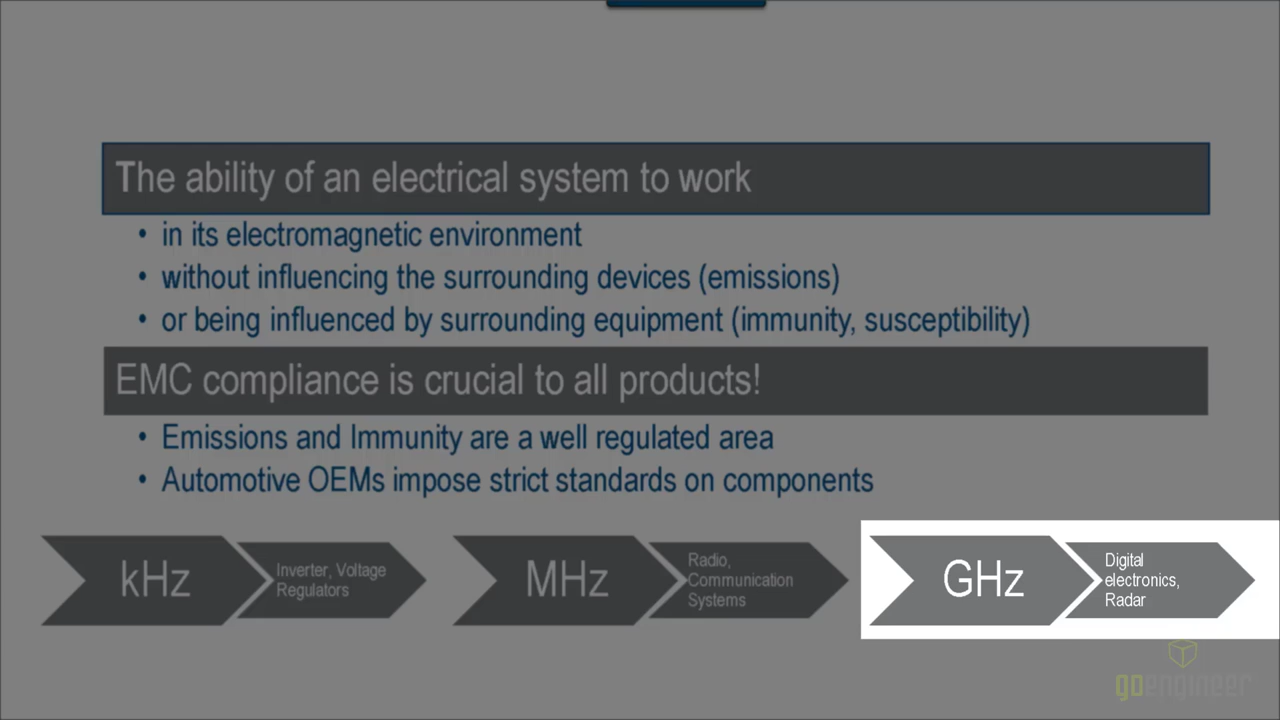 The ability of an electrical system to work
• in its electromagnetic environment
• without influencing the surrounding devices (emissions)
• or being influenced by surrounding equipment (immunity, susceptibility)
EMC compliance is crucial to all products!
• Emissions and Immunity are a well regulated area
• Automotive OEMs impose strict standards on components
kHz
Inverter, Voltage
Regulators
MHz
Radio,
Communication
Systems
GHz
Digital
electronics,
Radar
goengineer